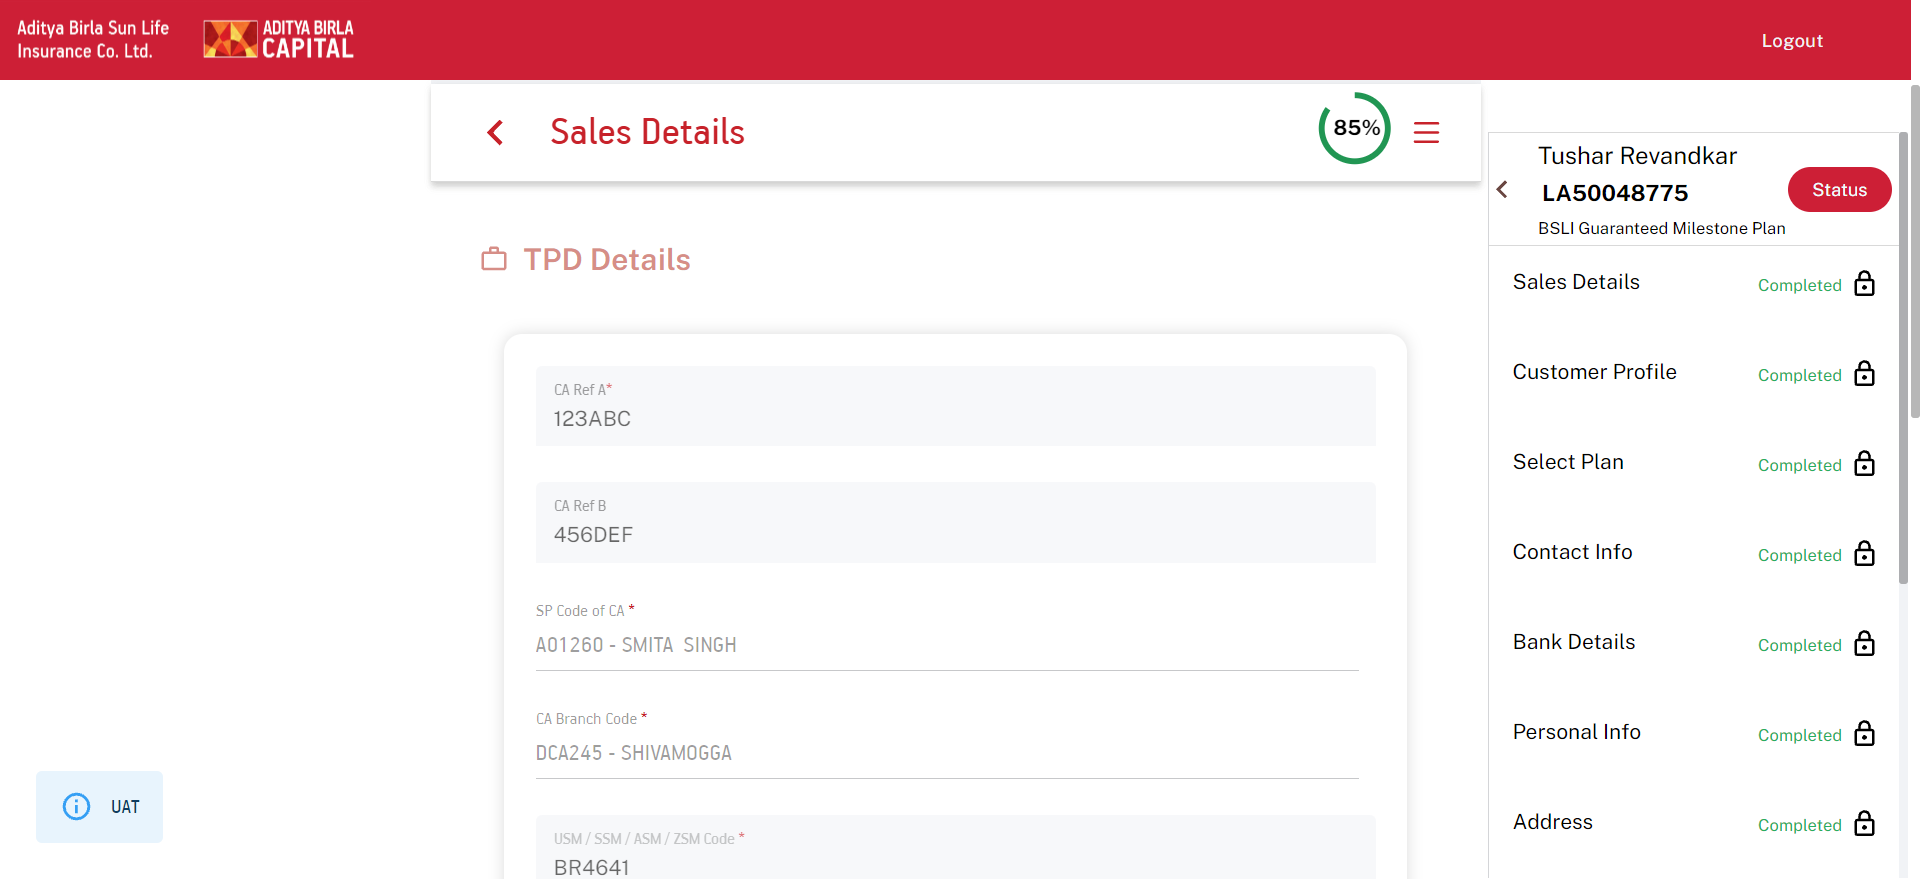 Aditya Birla Sun Life
Insurance Co. Ltd.
ADITYA BIRLA
CAPITAL
Logout
Sales Details
85%
TPD Details
CA Ref A*
123ABC
CA Ref B
456DEF
SP Code of CA *
A01260 - SMITA  SINGH
CA Branch Code *
DCA245 - SHIVAMOGGA
USM / SSM / ASM / ZSM Code *
BR4641
UAT
Tushar Revandkar
LA50048775
BSLI Guaranteed Milestone Plan
Status
Sales Details Completed
Customer Profile Completed
Select Plan Completed
Contact Info Completed
Bank Details Completed
Personal Info Completed
Address Completed